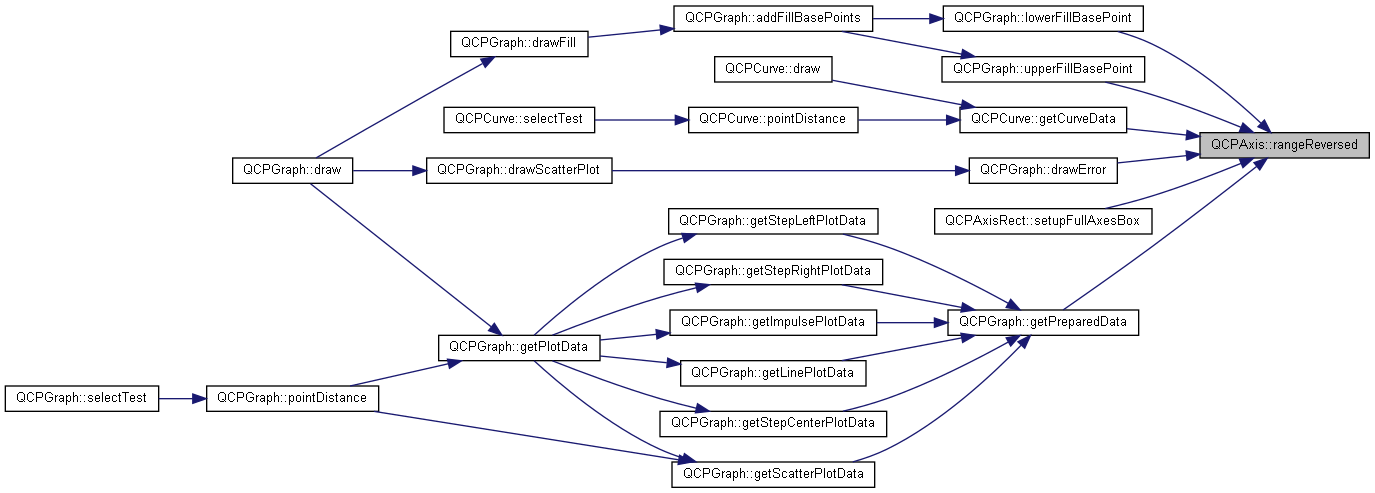 QCPGraph::addFillBasePoints
QCPGraph::lowerFillBasePoint
QCPGraph::drawFill
QCPCurve::draw
QCPGraph::upperFillBasePoint
QCPCurve::selectTest
QCPCurve::pointDistance
QCPCurve::getCurveData
QCPAxis::rangeReversed
QCPGraph::draw
QCPGraph::drawScatterPlot
QCPGraph::drawError
QCPGraph::getStepLeftPlotData
QCPAxisRect::setupFullAxesBox
QCPGraph::getStepRightPlotData
QCPGraph::getImpulsePlotData
QCPGraph::getPreparedData
QCPGraph::getPlotData
QCPGraph::getLinePlotData
QCPGraph::selectTest
QCPGraph::pointDistance
QCPGraph::getStepCenterPlotData
QCPGraph::getScatterPlotData